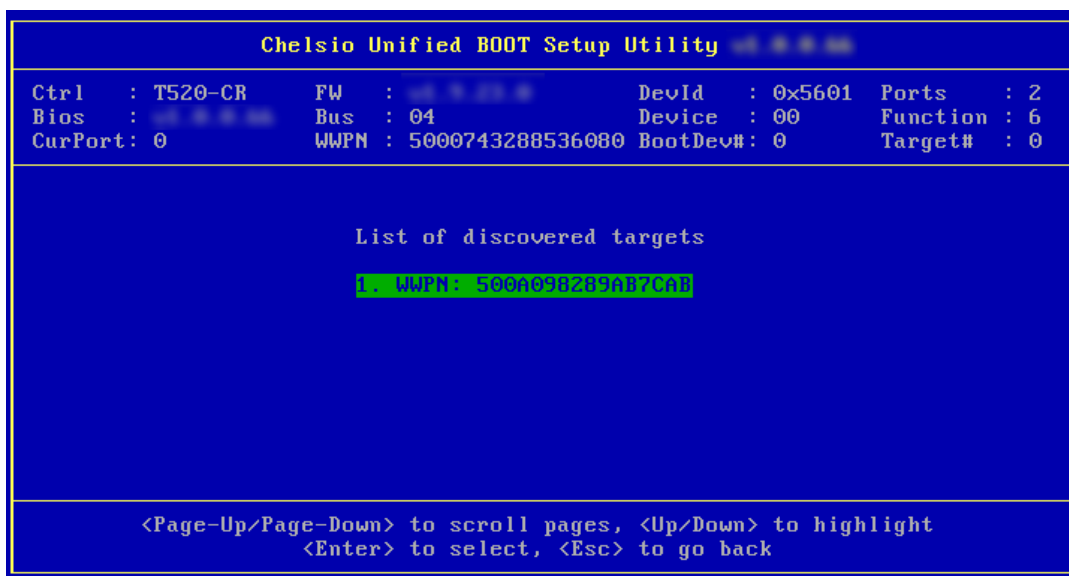 Chelsio Unified BOOT Setup Utility
Ctrl : T520-CR FW : DevId : 0x5601 Ports : 2
Bios : Bus : 04 Device : 00 Function : 6
CurPort: 0 WWPN : 5000743288536080 BootDev#: 0 Target# : 0
List of discovered targets
1. WWPN: 500A098289AB7CAB
<Page-Up/Page-Down> to scroll pages, <Up/Down> to highlight
<Enter> to select, <Esc> to go back